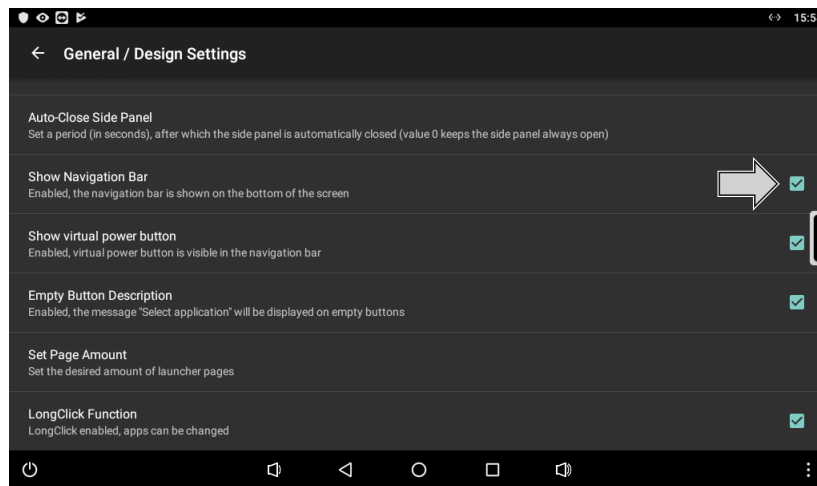 15:5
General / Design Settings
Auto-Close Side Panel
Set a period (in seconds), after which the side panel is automatically closed (value 0 keeps the side panel always open)
Show Navigation Bar
Enabled, the navigation bar is shown on the bottom of the screen
Show virtual power button
Enabled, virtual power button is visible in the navigation bar
Empty Button Description
Enabled, the message "Select application" will be displayed on empty buttons
Set Page Amount
Set the desired amount of launcher pages
LongClick Function
LongClick enabled, apps can be changed